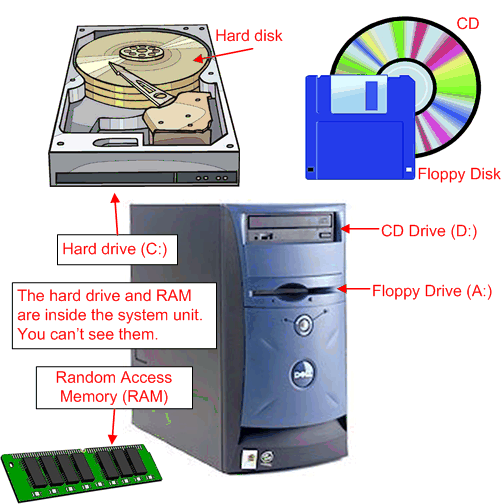 Hard disk
CD
Floppy Disk
Hard drive (C:)
CD Drive (D:)
The hard drive and RAM
are inside the system unit.
You can't see them.
Floppy Drive (A:)
Random Access
Memory (RAM)
DELL